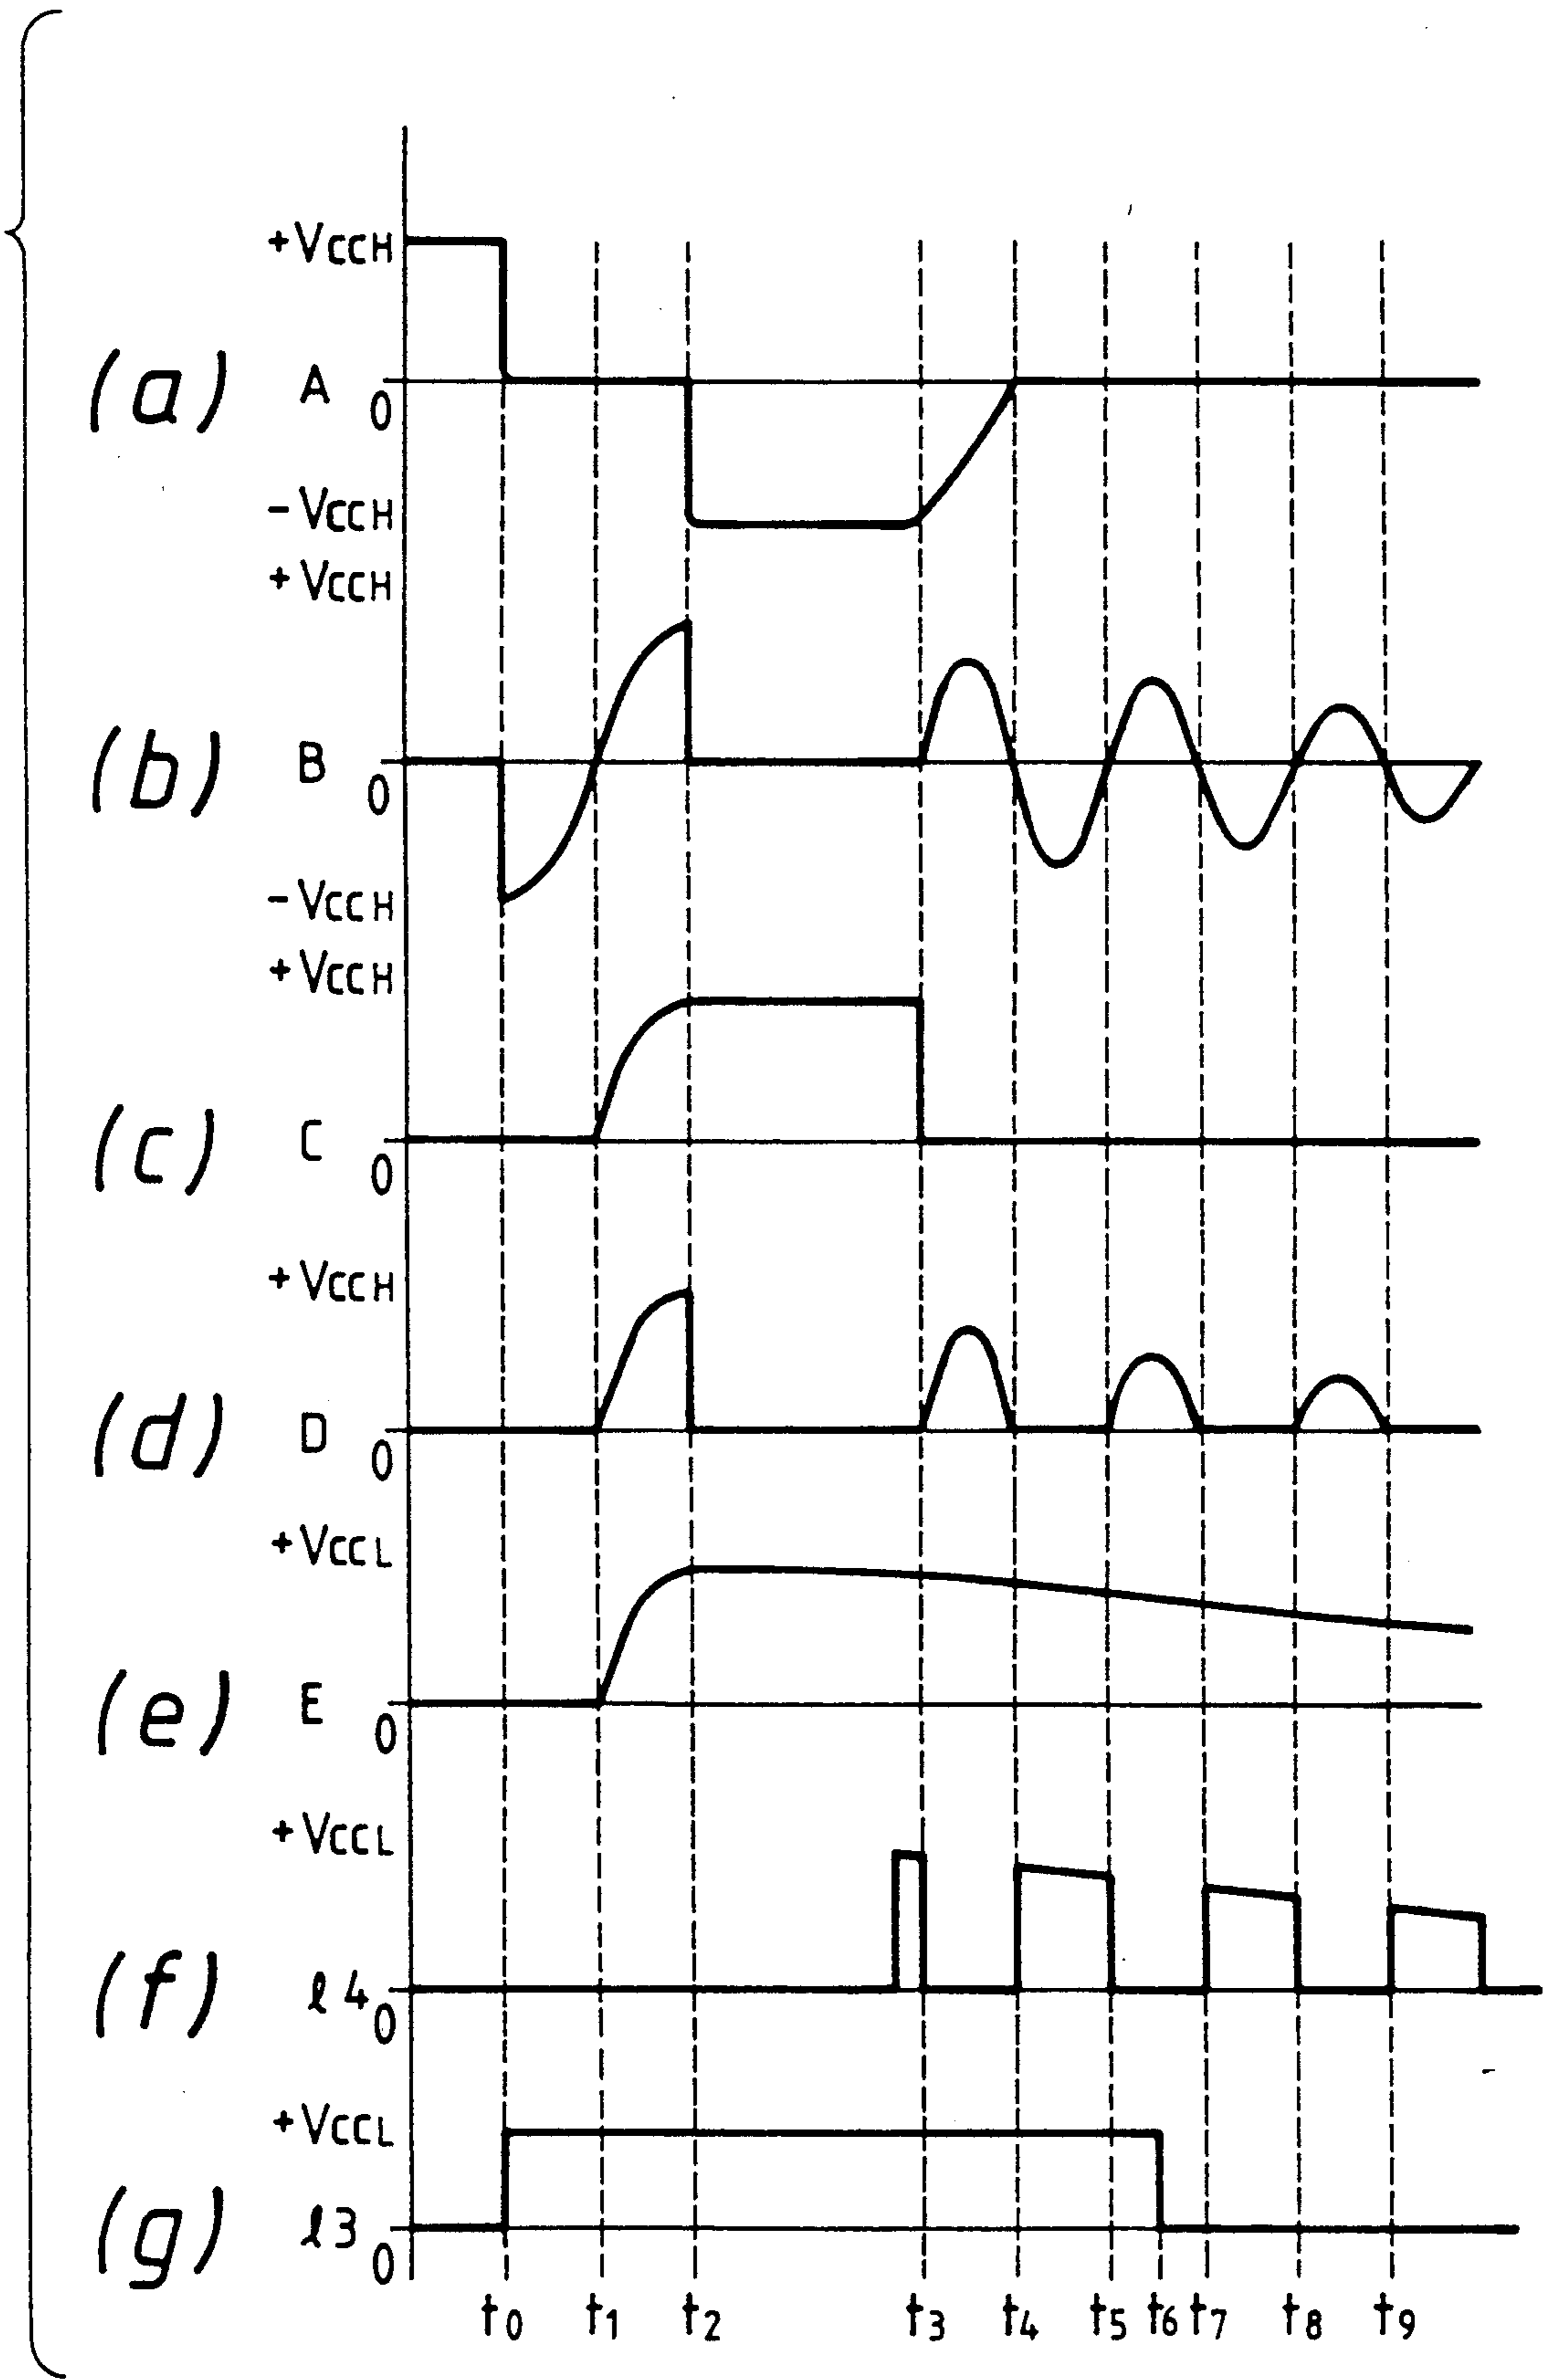 +VCCH
(a) A 0
-VCCH
+VCCH
(b) B 0
-VCCH
+VCCH
(c) C 0
+VCCH
(d) D 0
+VCCL
(e) E 0
+VCCL
(f) ℓ4 0
+VCCL
(g) ℓ3 0
t0 t1 t2 t3 t4 t5 t6 t7 t8 t9